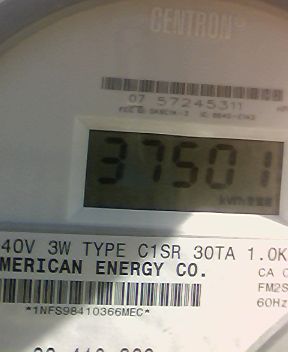 CENTRON®
07 57245311
37501
kWh
40V 3W TYPE C1SR 30TA 1.0K
MERICAN ENERGY CO.
CA
FM2S
60Hz
*1NFS98410366MEC*